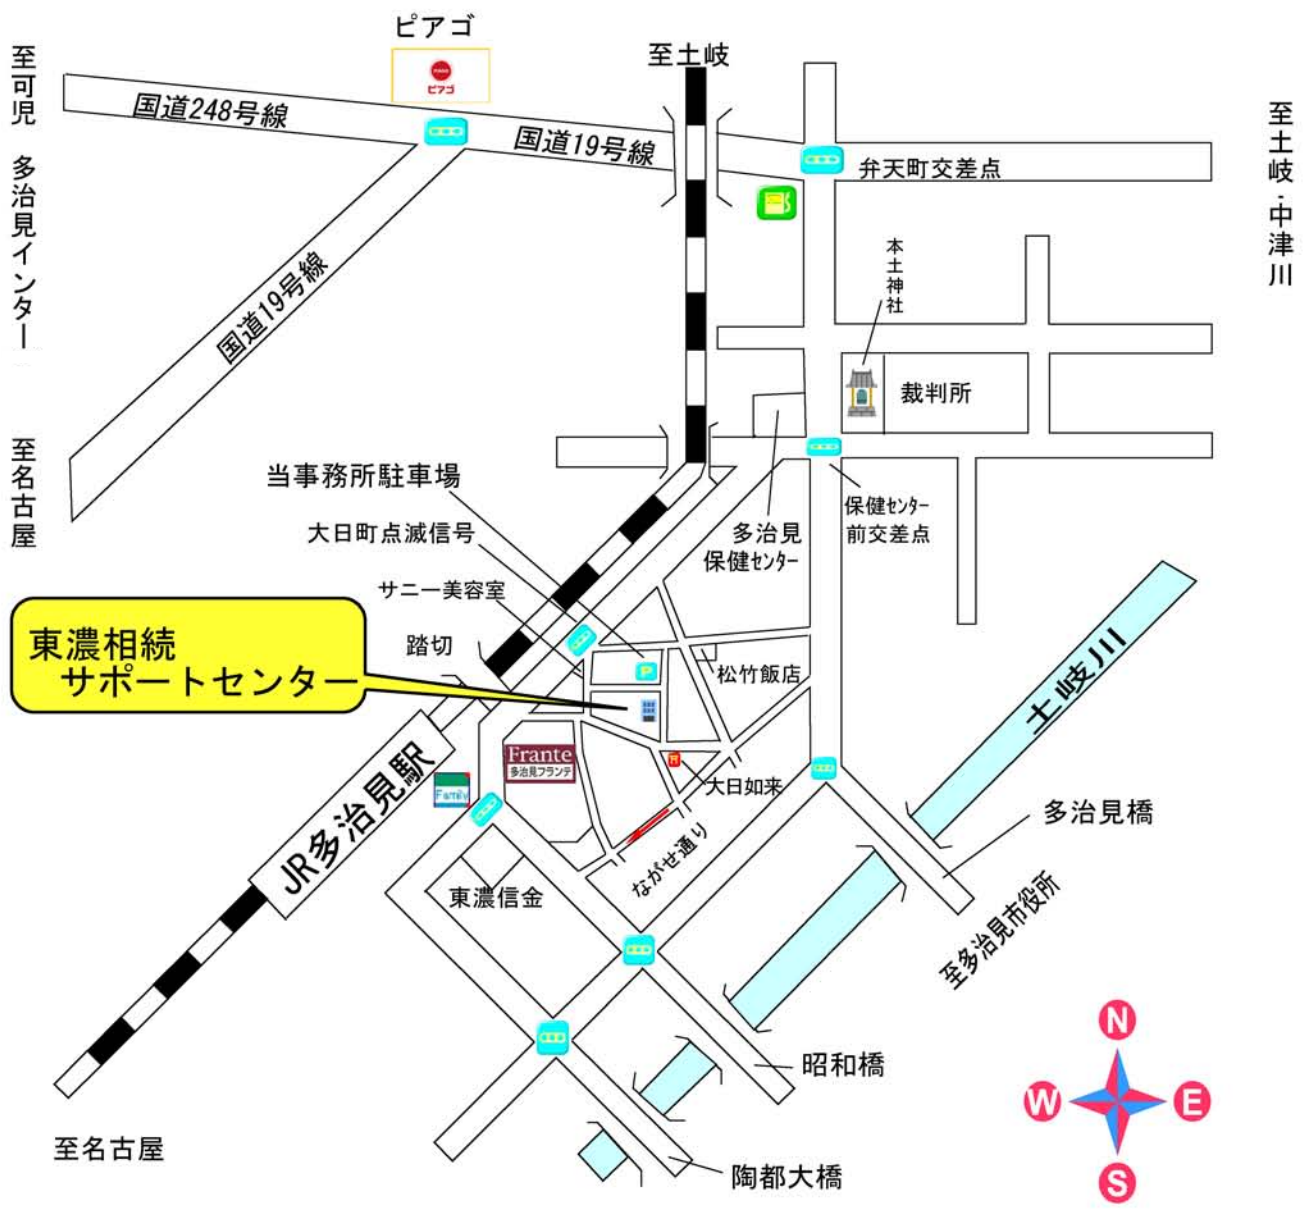 ピアゴ
ピアゴ
至土岐
至可児 多治見インター
国道248号線
国道19号線
弁天町交差点
至土岐・中津川
国道19号線
本土神社
裁判所
至名古屋
当事務所駐車場
大日町点滅信号
サニー美容室
踏切
多治見
保健センター
保健センター
前交差点
東濃相続
サポートセンター
P
松竹飯店
土岐川
Frante
多治見フランテ
大日如来
Family
JR多治見駅
ながせ通り
多治見橋
東濃信金
至多治見市役所
昭和橋
陶都大橋
至名古屋
N
W
E
S